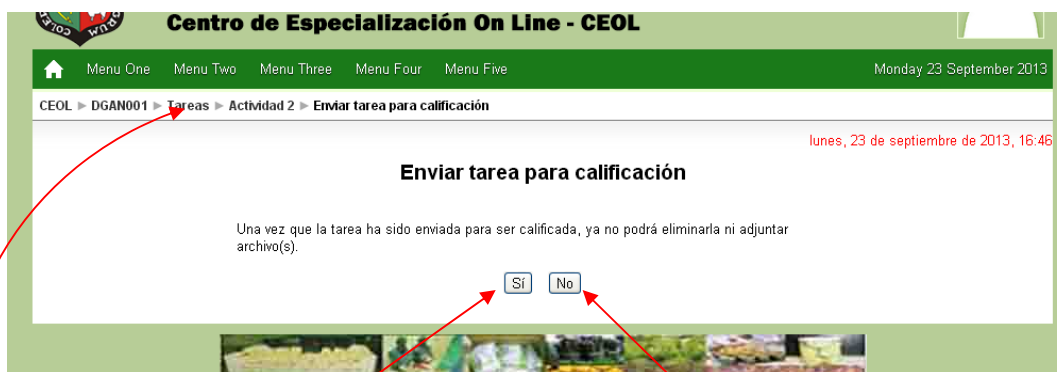 Centro de Especialización On Line - CEOL
Menu One Menu Two Menu Three Menu Four Menu Five Monday 23 September 2013
CEOL ► DGAN001 ► Tareas ► Actividad 2 ► Enviar tarea para calificación
lunes, 23 de septiembre de 2013, 16:46
Enviar tarea para calificación
Una vez que la tarea ha sido enviada para ser calificada, ya no podrá eliminarla ni adjuntar
archivo(s).
Sí No